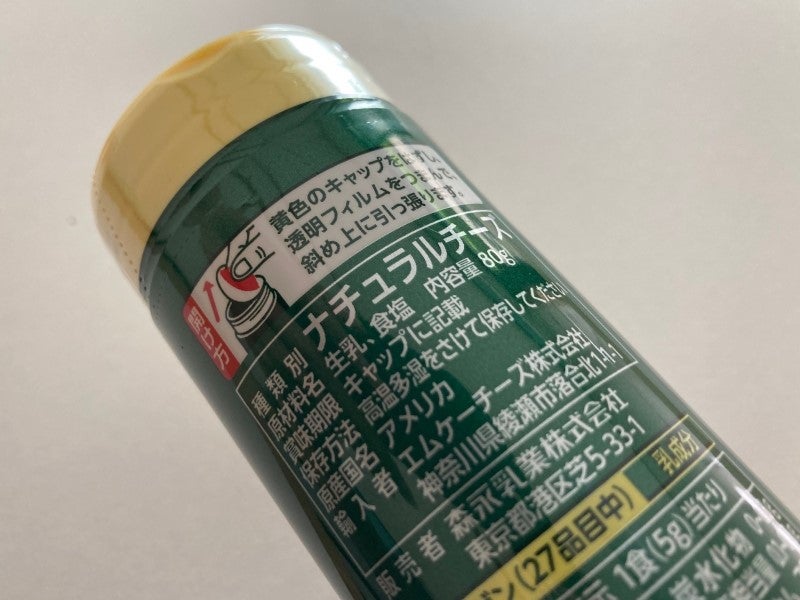 開け方
黄色のキャップをはずし、
透明フィルムをつまんで、
斜め上に引っ張ります。
種類別 ナチュラルチーズ
原材料名 生乳、食塩 内容量 80g
賞味期限 キャップに記載
保存方法 高温多湿をさけて保存してください
原産国名 アメリカ
輸入者 エムケーチーズ株式会社
神奈川県綾瀬市落合北1-1-1
販売者 森永乳業株式会社
東京都港区芝5-33-1
(27品目中) 乳成分
1食(5g)当たり
炭水化物